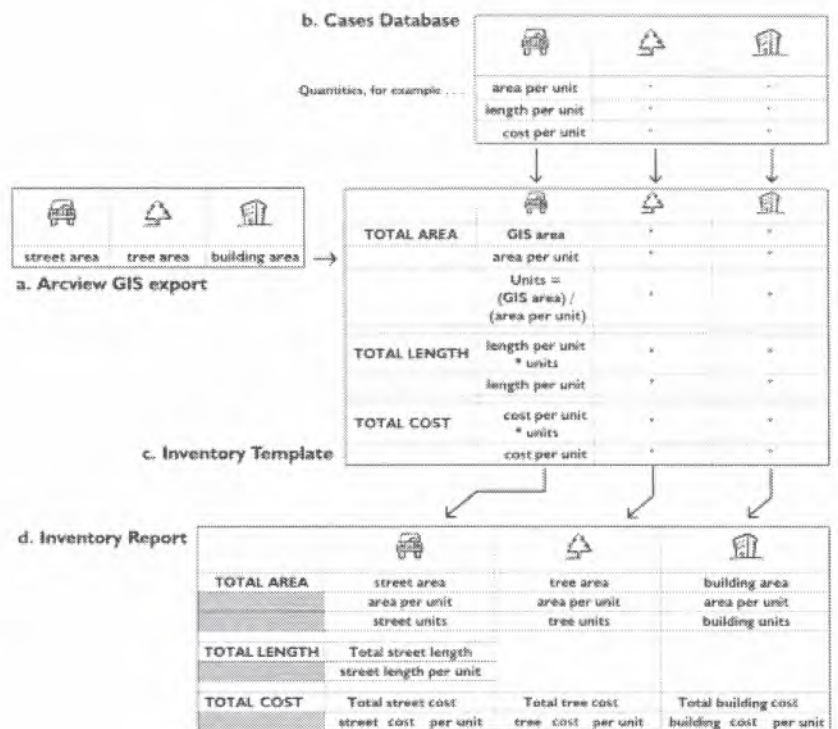 b. Cases Database
Quantities, for example . . .
area per unit
length per unit
cost per unit
street area tree area building area
a. Arcview GIS export
TOTAL AREA GIS area
area per unit
Units =
(GIS area) /
(area per unit)
TOTAL LENGTH length per unit
* units
length per unit
TOTAL COST cost per unit
* units
cost per unit
c. Inventory Template
d. Inventory Report
TOTAL AREA street area tree area building area
area per unit area per unit area per unit
street units tree units building units
TOTAL LENGTH Total street length
street length per unit
TOTAL COST Total street cost Total tree cost Total building cost
street cost per unit tree cost per unit building cost per unit